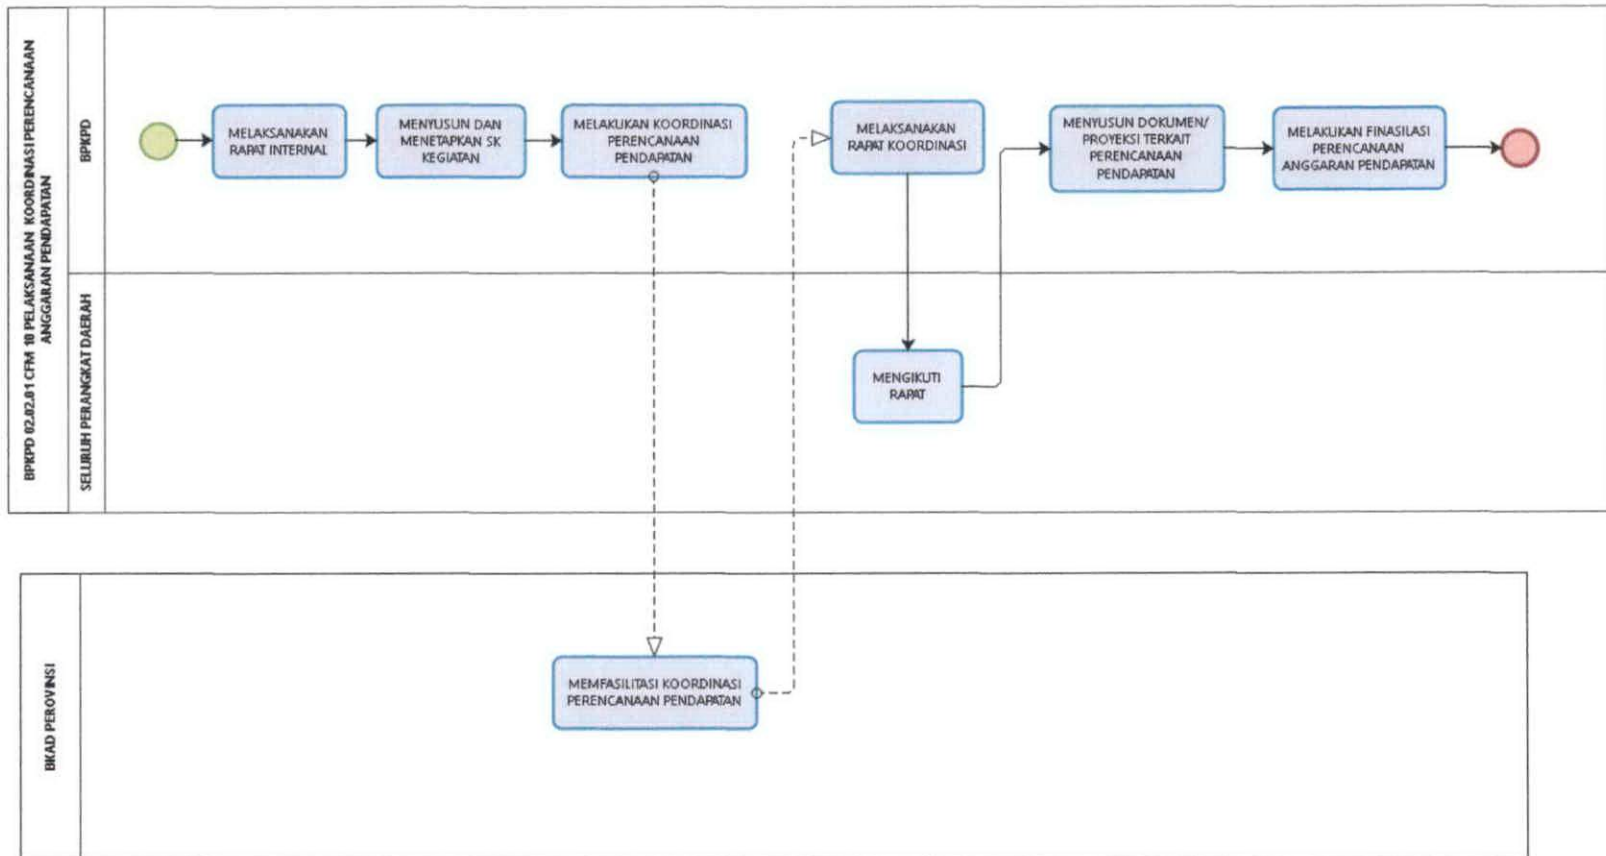 BPKPD 02.02.01 CFM 10 PELAKSANAAN KOORDINASI PERENCANAAN
ANGGARAN PENDAPATAN
BPKPD
MELAKSANAKAN
RAPAT INTERNAL
MENYUSUN DAN
MENETAPKAN SK
KEGIATAN
MELAKUKAN KOORDINASI
PERENCANAAN
PENDAPATAN
MELAKSANAKAN
RAPAT KOORDINASI
MENYUSUN DOKUMEN/
PROYEKSI TERKAIT
PERENCANAAN
PENDAPATAN
MELAKUKAN FINASILASI
PERENCANAAN
ANGGARAN PENDAPATAN
SELURUH PERANGKAT DAERAH
MENGIKUTI
RAPAT
BKAD PEROVINSI
MEMFASILITASI KOORDINASI
PERENCANAAN PENDAPATAN